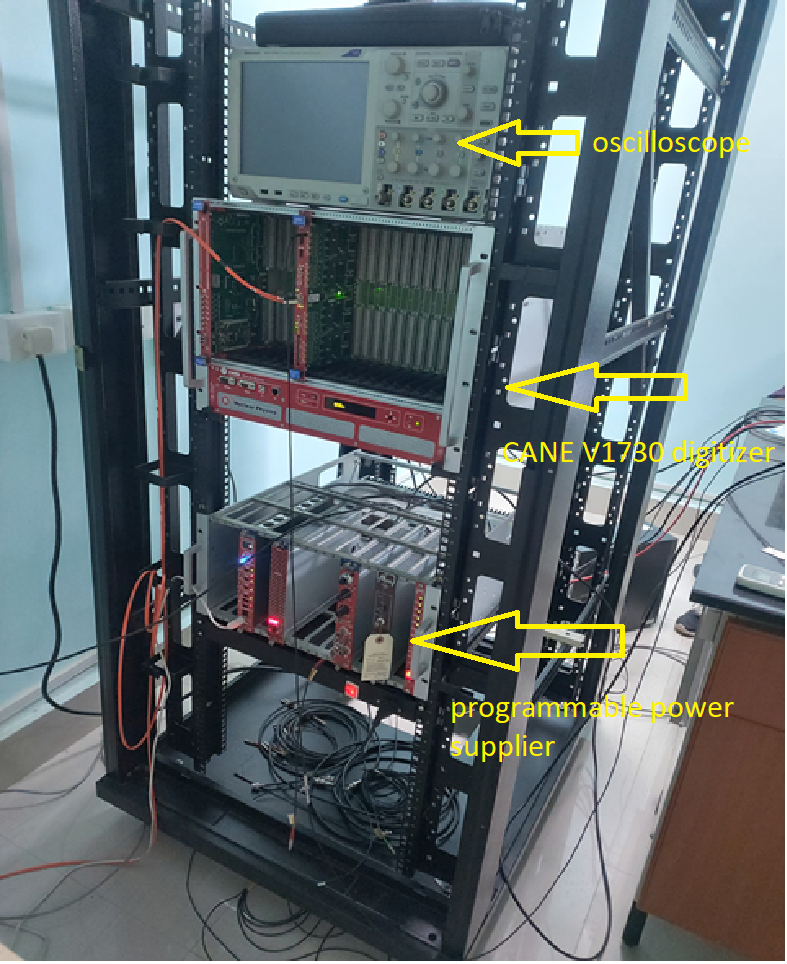 oscilloscope
CANE V1730 digitizer
programmable power
supplier